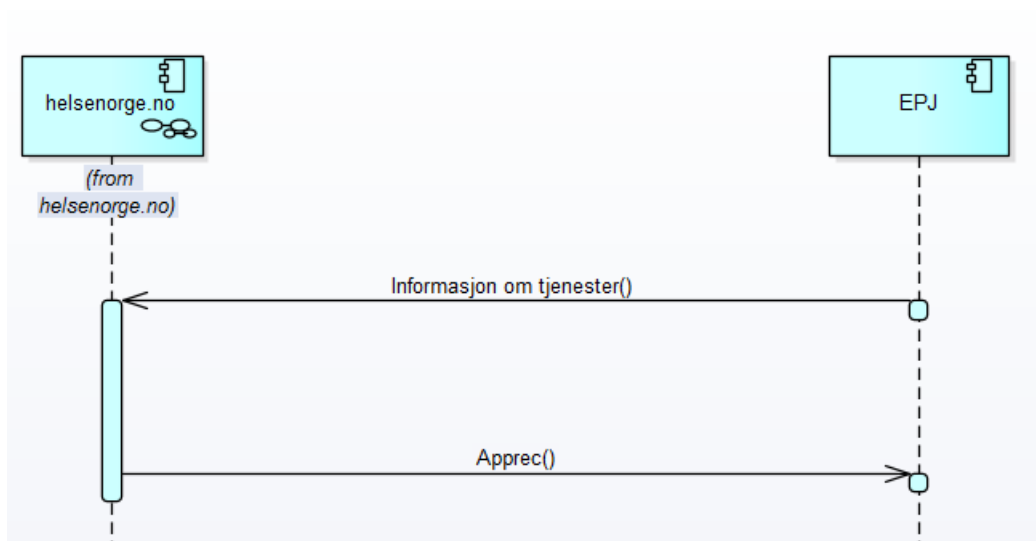 helsenorge.no
EPJ
(from
helsenorge.no)
Informasjon om tjenester()
Apprec()